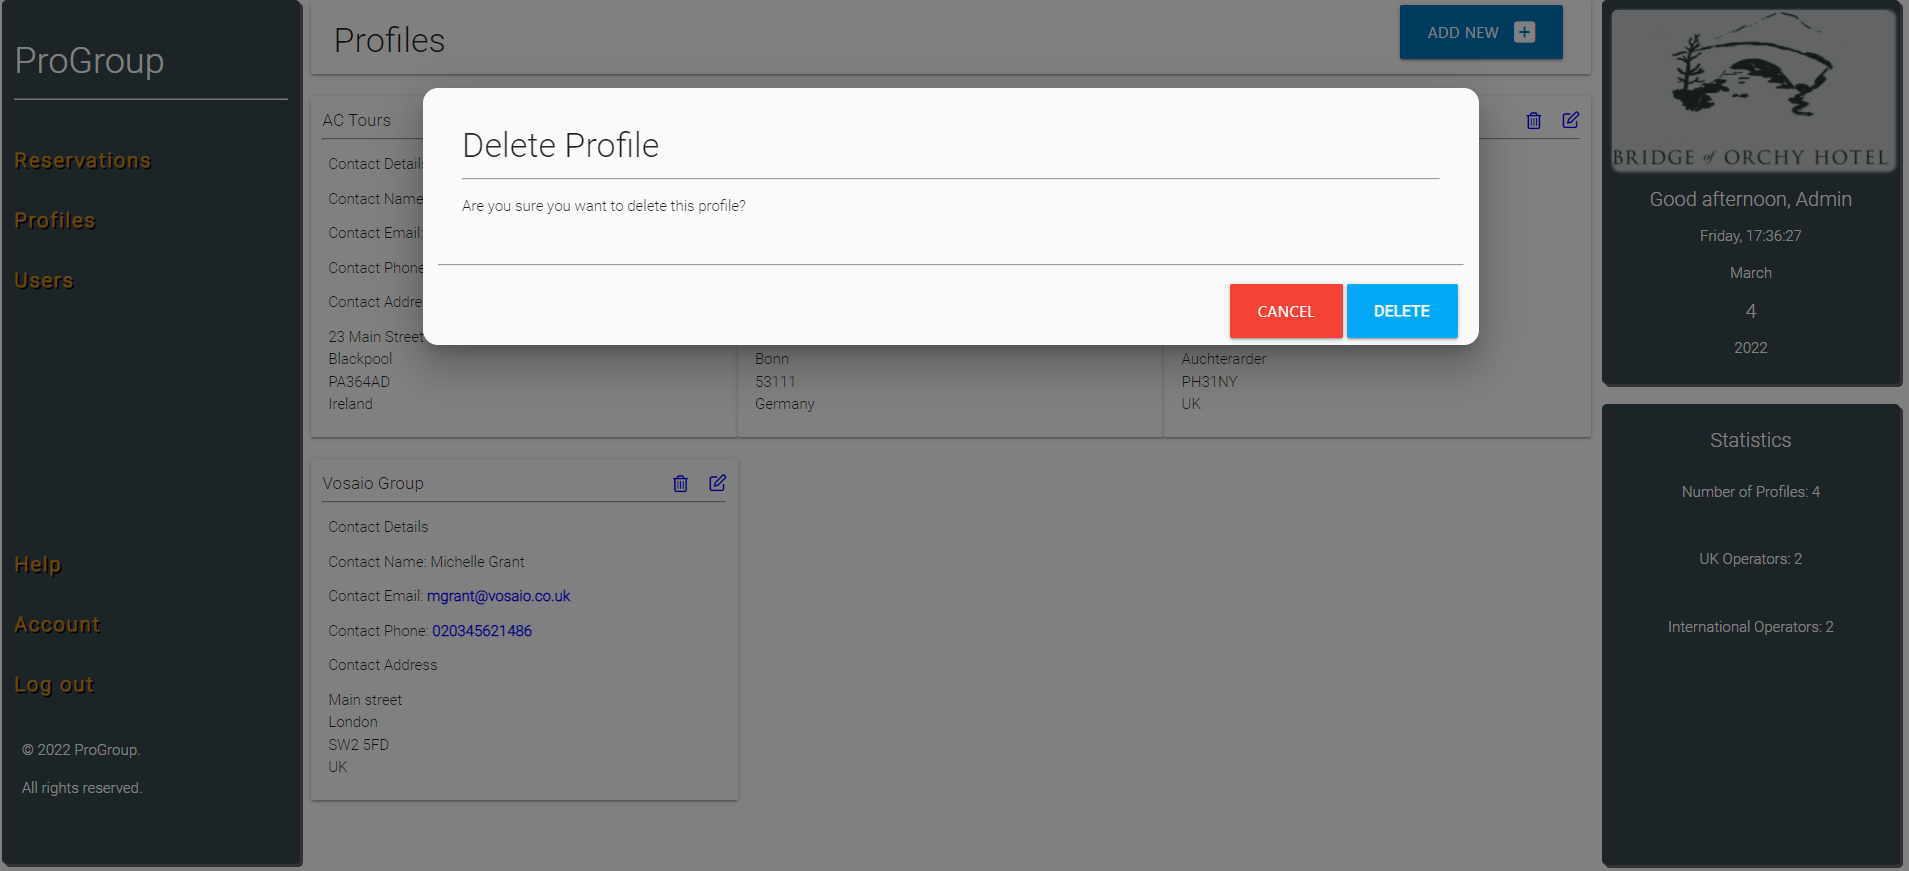 ProGroup
Reservations
Profiles
Users
Help
Account
Log out
© 2022 ProGroup.
All rights reserved.
Profiles
ADD NEW
AC Tours
Contact Details
Contact Name
Contact Email:
Contact Phone
Contact Addre
23 Main Street
Blackpool
PA364AD
Ireland
Bonn
53111
Germany
Auchterarder
PH31NY
UK
Delete Profile
Are you sure you want to delete this profile?
CANCEL
DELETE
Vosaio Group
Contact Details
Contact Name: Michelle Grant
Contact Email: mgrant@vosaio.co.uk
Contact Phone: 020345621486
Contact Address
Main street
London
SW2 5FD
UK
BRIDGE of ORCHY HOTEL
Good afternoon, Admin
Friday, 17:36:27
March
4
2022
Statistics
Number of Profiles: 4
UK Operators: 2
International Operators: 2